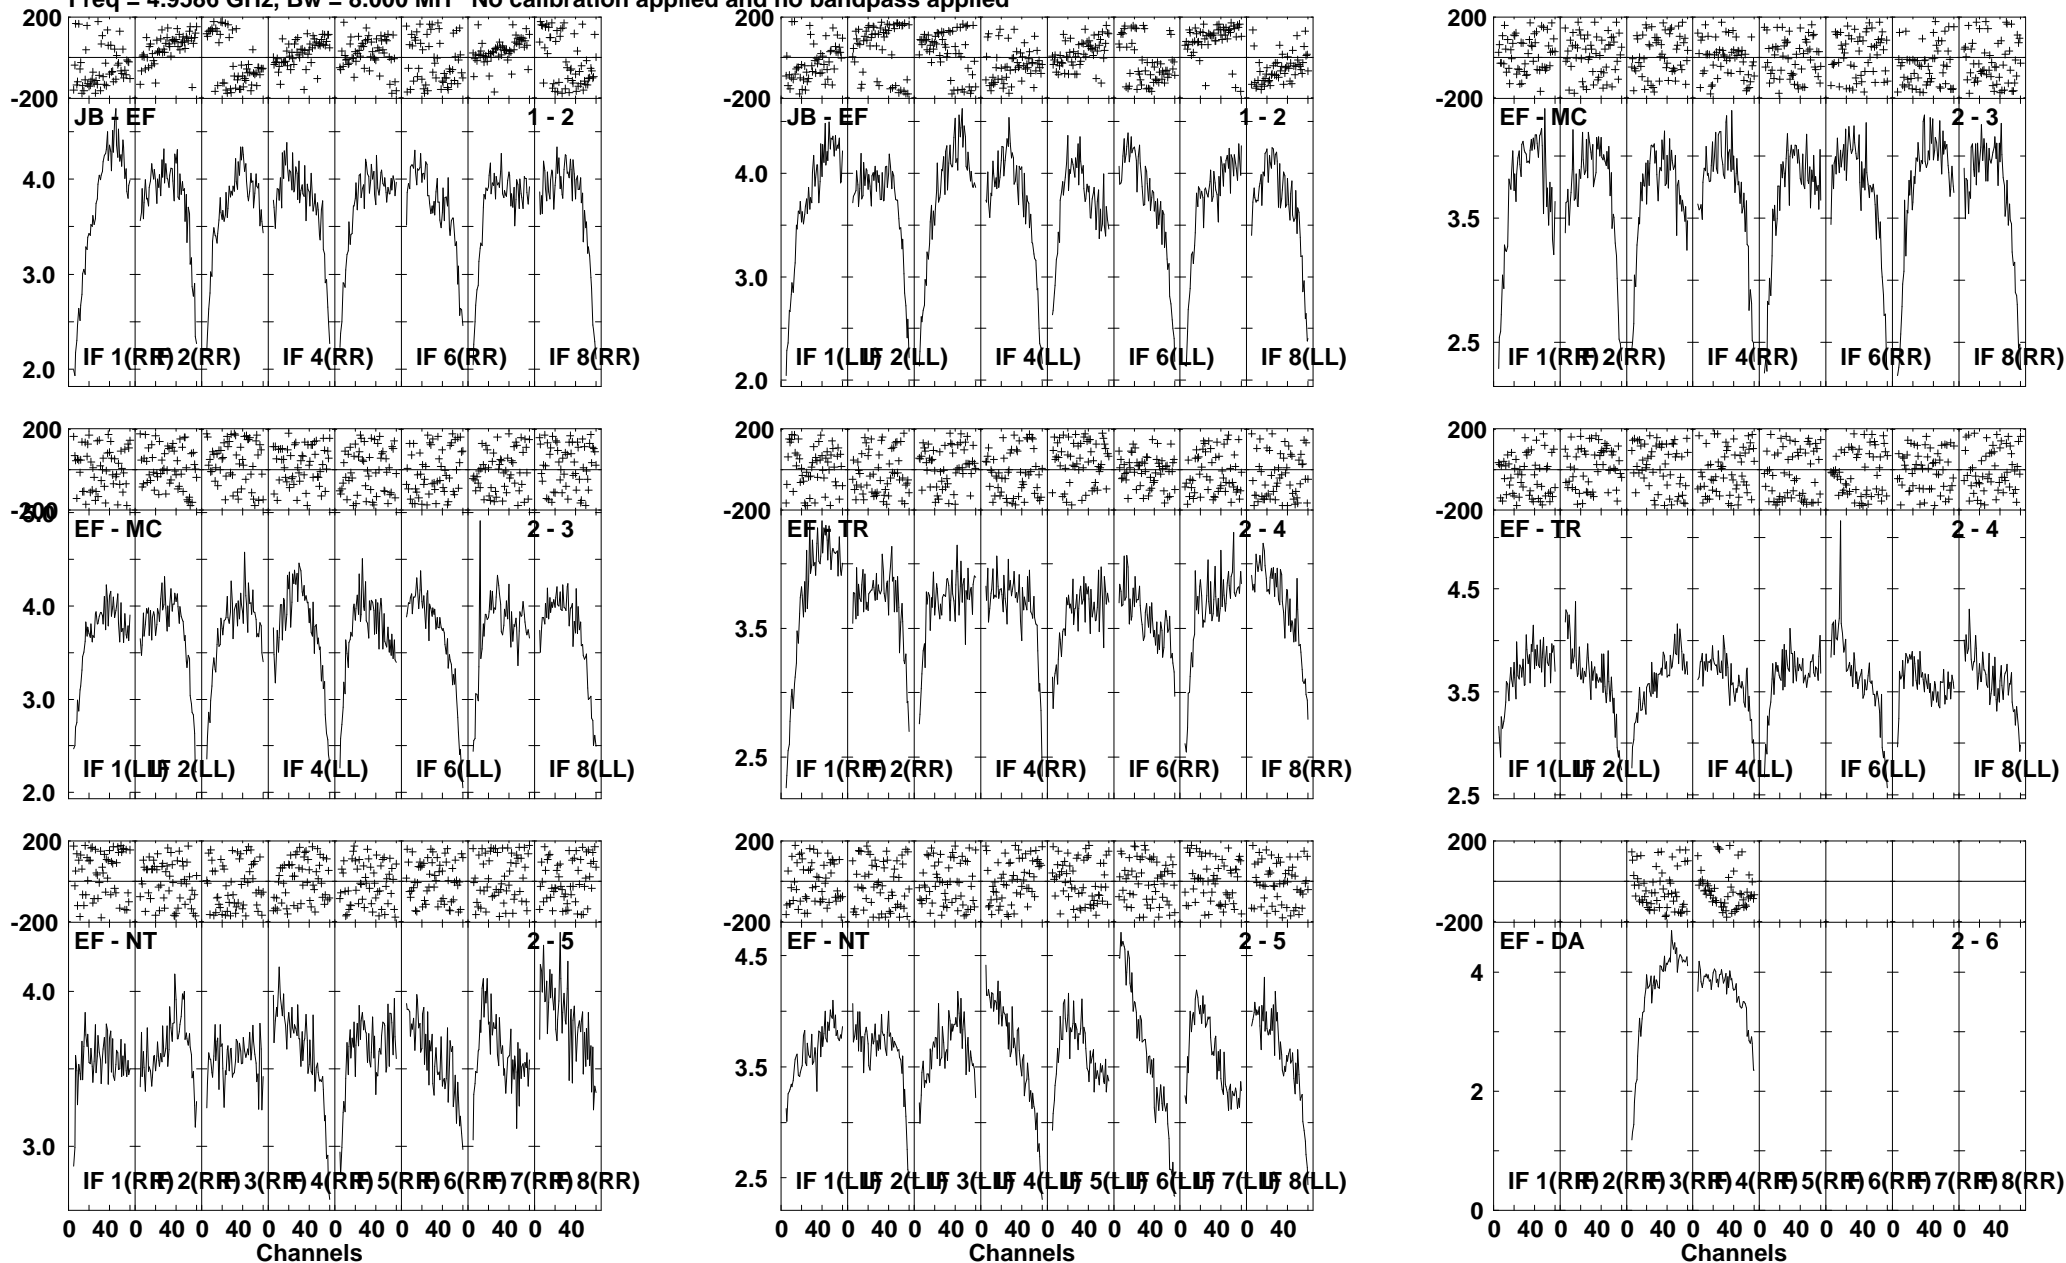 Freq = 4.9586 GHz, Bw = 8.000 MH No calibration applied and no bandpass applied
200
-200
JB - EF 1 - 2
4.0
3.0
2.0
IF 1(RR) IF 2(RR) IF 4(RR) IF 6(RR) IF 8(RR)
JB - EF 1 - 2
4.0
3.0
2.0
IF 1(LL) IF 2(LL) IF 4(LL) IF 6(LL) IF 8(LL)
200
-200
EF - MC 2 - 3
3.5
2.5
IF 1(RR) IF 2(RR) IF 4(RR) IF 6(RR) IF 8(RR)
200
-200
5.0
EF - MC 2 - 3
4.0
3.0
2.0
IF 1(LL) IF 2(LL) IF 4(LL) IF 6(LL) IF 8(LL)
200
-200
EF - TR 2 - 4
3.5
2.5
IF 1(RR) IF 2(RR) IF 4(RR) IF 6(RR) IF 8(RR)
200
-200
EF - TR 2 - 4
4.5
3.5
2.5
IF 1(LL) IF 2(LL) IF 4(LL) IF 6(LL) IF 8(LL)
200
-200
EF - NT 2 - 5
4.0
3.0
IF 1(RR) IF 2(RR) IF 3(RR) IF 4(RR) IF 5(RR) IF 6(RR) IF 7(RR) IF 8(RR)
0 40 0 40 0 40 0 40 0 40 0 40 0 40 0 40
Channels
200
-200
EF - NT 2 - 5
4.5
3.5
2.5
IF 1(LL) IF 2(LL) IF 3(LL) IF 4(LL) IF 5(LL) IF 6(LL) IF 7(LL) IF 8(LL)
0 40 0 40 0 40 0 40 0 40 0 40 0 40 0 40
Channels
200
-200
EF - DA 2 - 6
4
2
0
IF 1(RR) IF 2(RR) IF 3(RR) IF 4(RR) IF 5(RR) IF 6(RR) IF 7(RR) IF 8(RR)
0 40 0 40 0 40 0 40 0 40 0 40 0 40 0 40
Channels